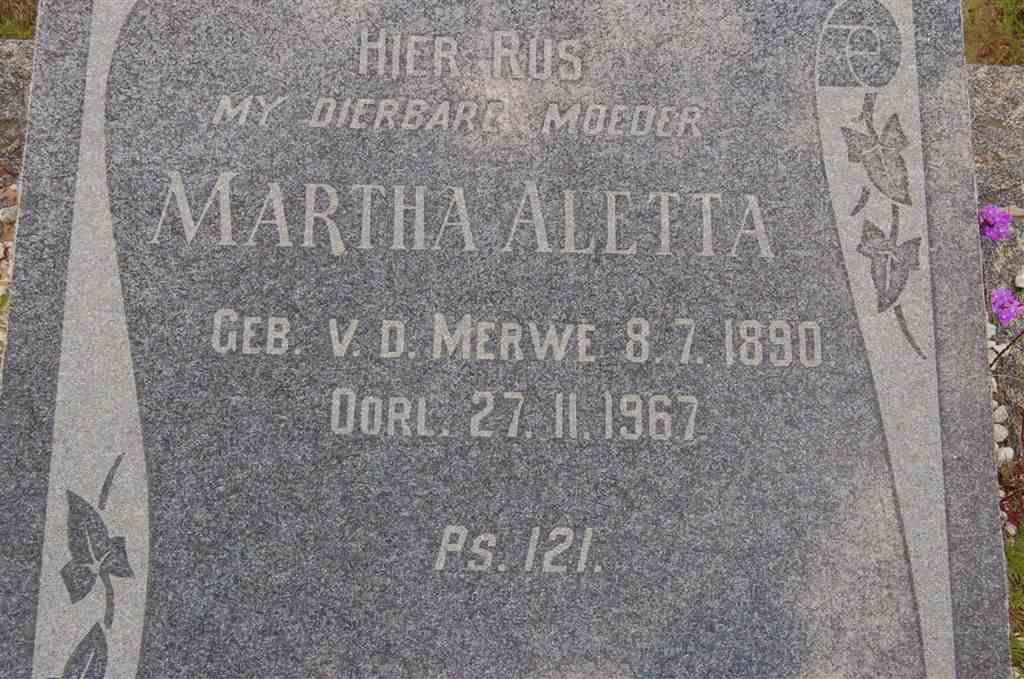 HIER RUS
MY DIERBARE MOEDER
MARTHA ALETTA
GEB. V. D. MERWE 8. 7. 1890.
OORL. 27. 11. 1967.
PS. 121.